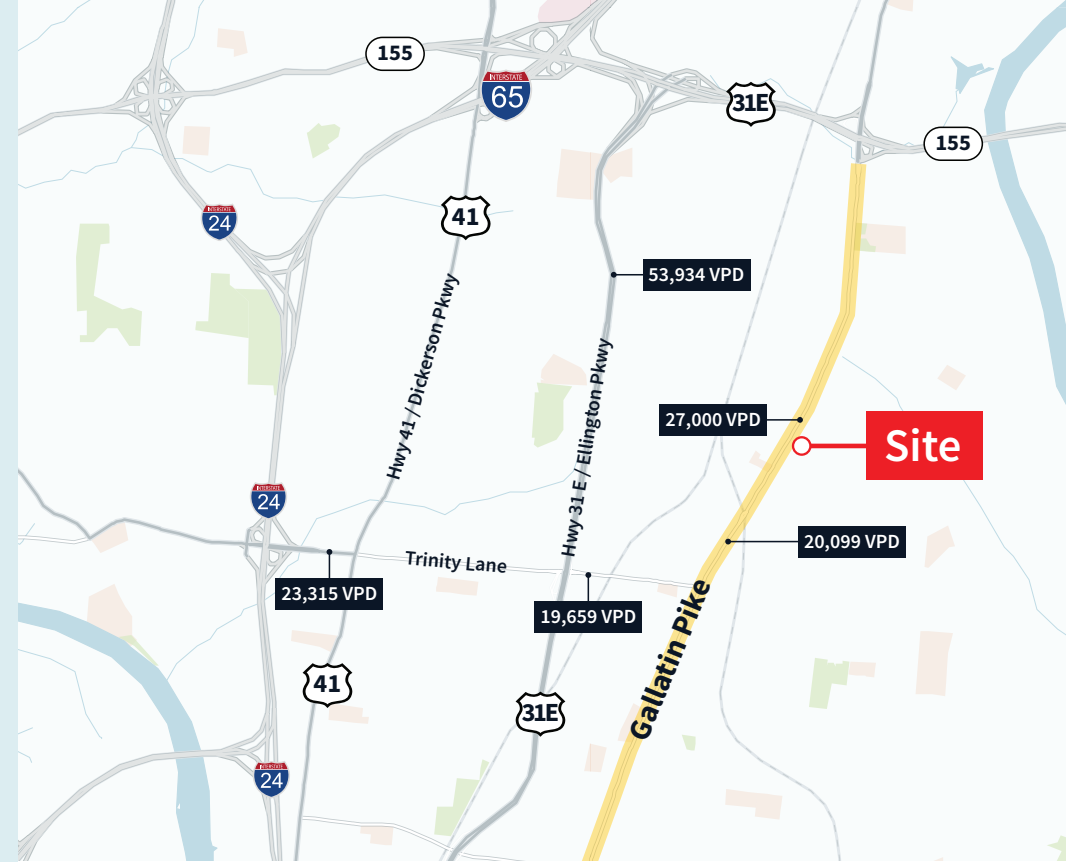 155
INTERSTATE
65
31E
155
INTERSTATE
24
41
53,934 VPD
Hwy 41 / Dickerson Pkwy
Hwy 31 E / Ellington Pkwy
27,000 VPD
Site
INTERSTATE
24
20,099 VPD
Trinity Lane
23,315 VPD
19,659 VPD
Gallatin Pike
41
31E
INTERSTATE
24